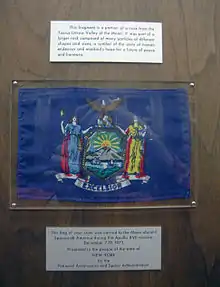 This fragment is a portion of a rock from the
Taurus Littrow Valley of the Moon. It was part of a
larger rock composed of many particles of different
shapes and sizes, a symbol of the unity of human
endeavor and mankind's hope for a future of peace
and harmony.
EXCELSIOR
This flag of your state was carried to the Moon aboard
Spacecraft America during the Apollo XVII mission,
December 7-19, 1972.
Presented to the people of the state of
NEW YORK
by the
National Aeronautics and Space Administration